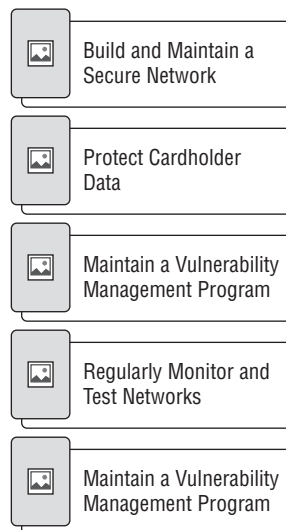 Build and Maintain a
Secure Network
Protect Cardholder
Data
Maintain a Vulnerability
Management Program
Regularly Monitor and
Test Networks
Maintain a Vulnerability
Management Program